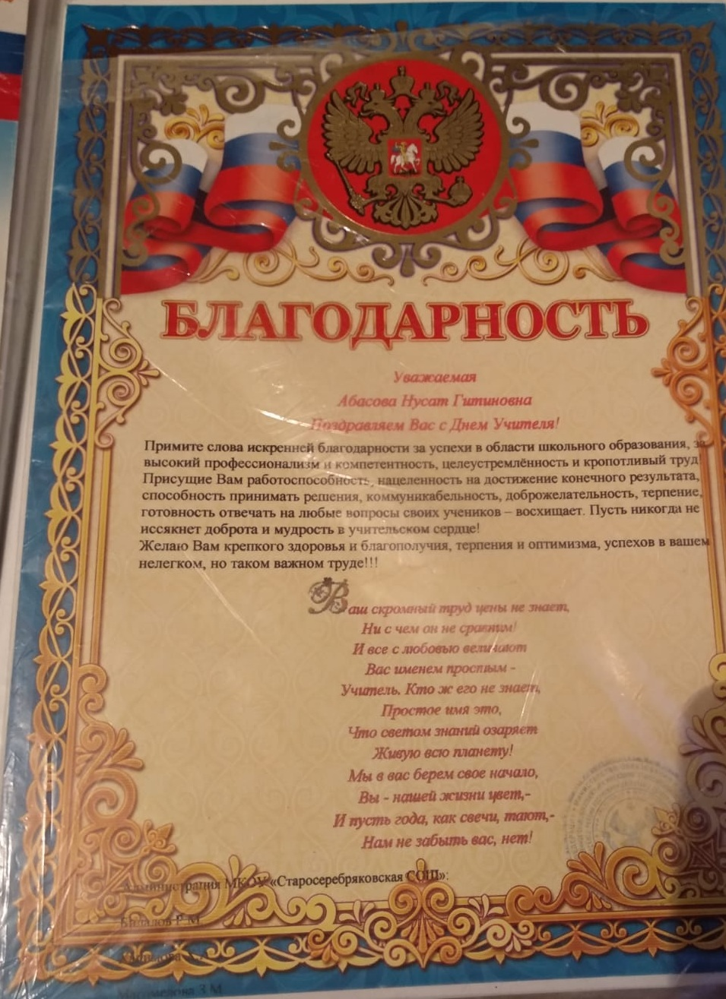 БЛАГОДАРНОСТЬ
Уважаемая
Абасова Нусат Гитиновна
Поздравляем Вас с Днем Учителя!
Примите слова искренней благодарности за успехи в области школьного образования, за
высокий профессионализм и компетентность, целеустремлённость и кропотливый труд!
Присущие Вам работоспособность, нацеленность на достижение конечного результата,
способность принимать решения, коммуникабельность, доброжелательность, терпение,
готовность отвечать на любые вопросы своих учеников – восхищает. Пусть никогда не
иссякнет доброта и мудрость в учительском сердце!
Желаю Вам крепкого здоровья и благополучия, терпения и оптимизма, успехов в вашем
нелегком, но таком важном труде!!!
Ваш скромный труд цены не знает,
Ни с чем он не сравним!
И все с любовью величают
Вас именем простым -
Учитель. Кто ж его не знает,
Простое имя это,
Что светом знаний озаряет
Живую всю планету!
Мы в вас берем свое начало,
Вы - нашей жизни цвет,-
И пусть года, как свечи, тают,-
Нам не забыть вас, нет!
Администрация МКОУ «Старосеребряковская СОШ»:
Магомедова З.М.